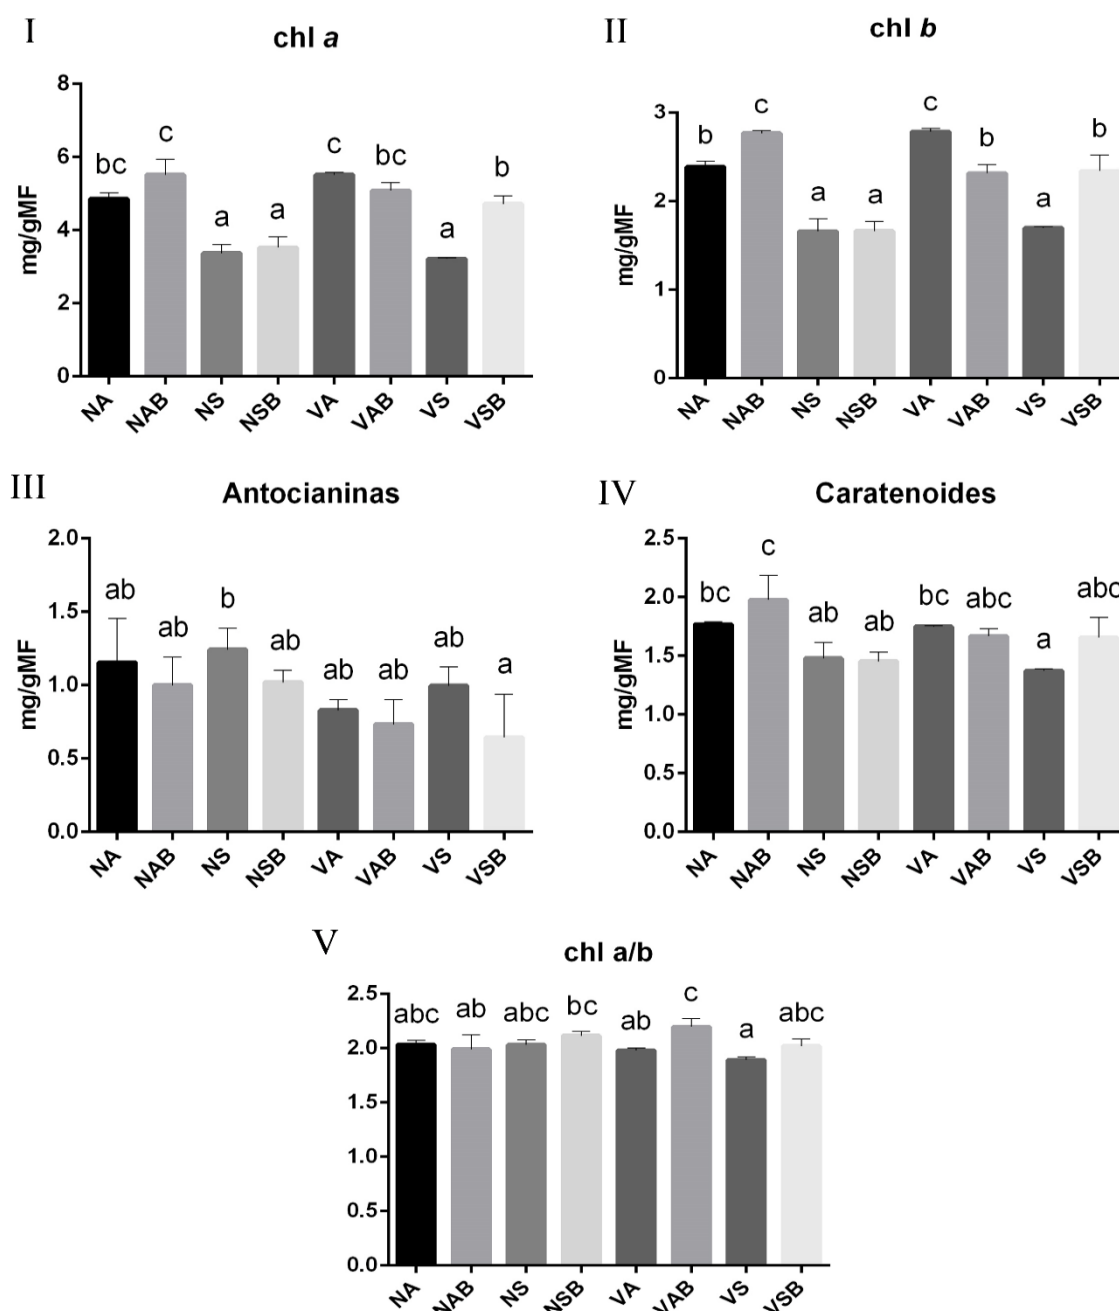 I
chl a
8
6
4
2
0
mg/gMF
bc
c
a
a
c
bc
a
b
NA
NAB
NS
NSB
VA
VAB
VS
VSB
II
chl b
3
2
1
0
mg/gMF
b
c
a
a
c
b
a
b
NA
NAB
NS
NSB
VA
VAB
VS
VSB
III
Antocianinas
2.0
1.5
1.0
0.5
0.0
mg/gMF
ab
ab
b
ab
ab
ab
ab
a
NA
NAB
NS
NSB
VA
VAB
VS
VSB
IV
Caratenoides
2.5
2.0
1.5
1.0
0.5
0.0
mg/gMF
bc
c
ab
ab
bc
abc
a
abc
NA
NAB
NS
NSB
VA
VAB
VS
VSB
V
chl a/b
2.5
2.0
1.5
1.0
0.5
0.0
abc
ab
abc
bc
ab
c
a
abc
NA
NAB
NS
NSB
VA
VAB
VS
VSB